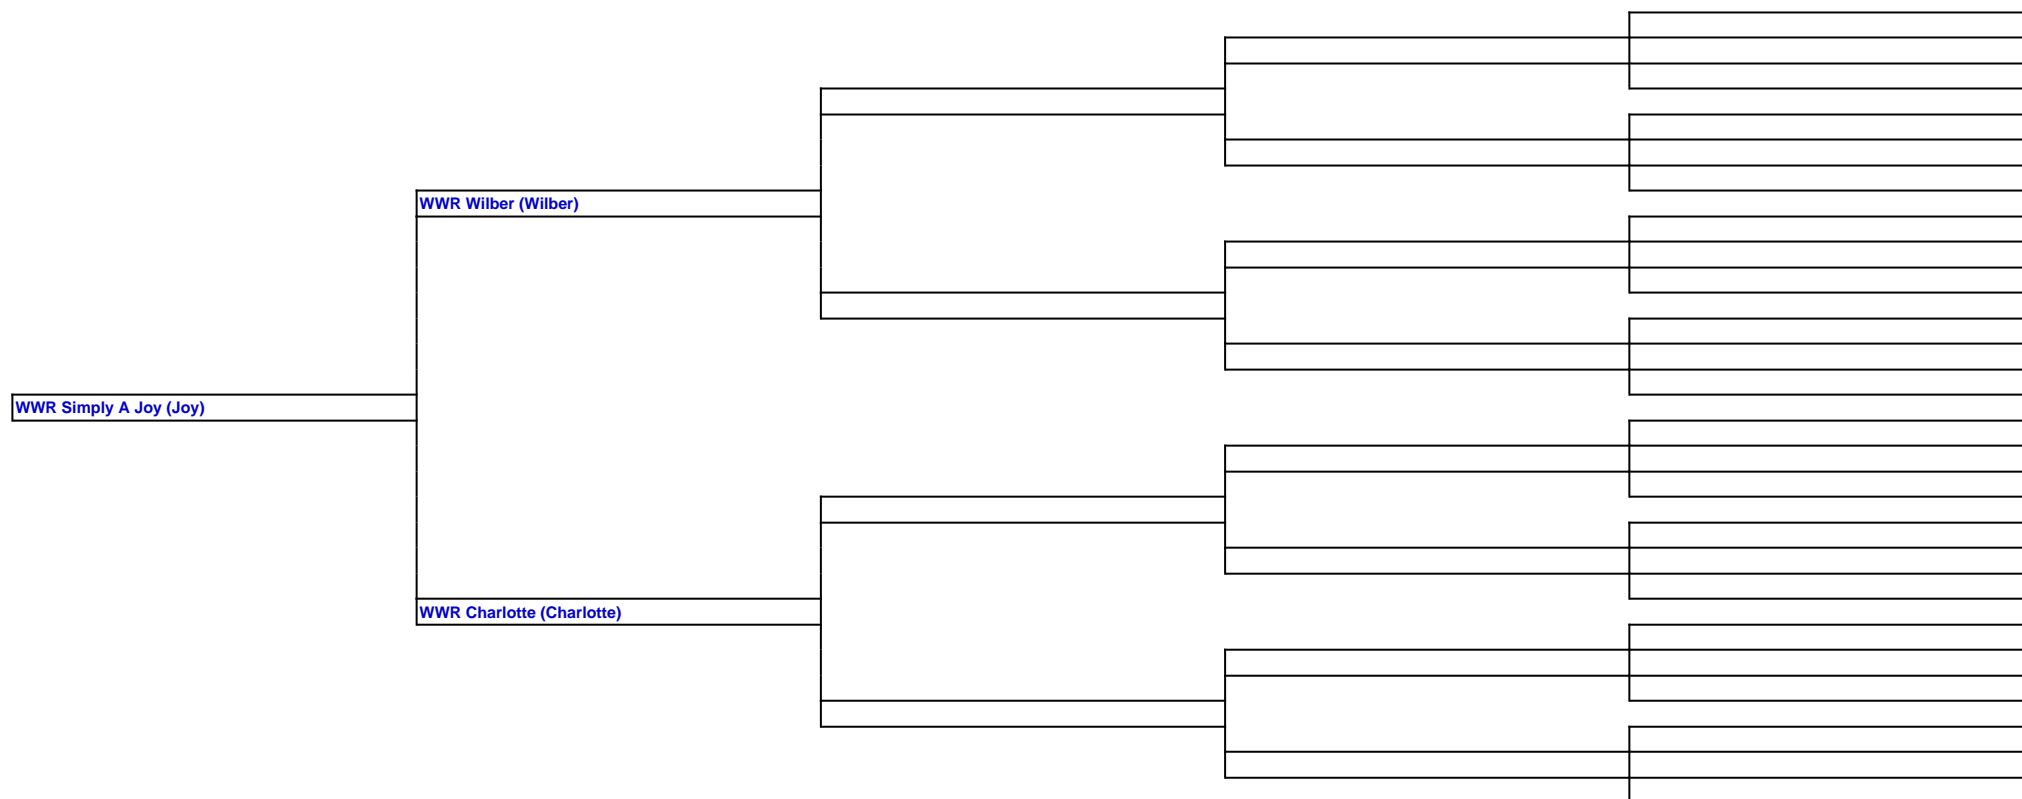 WWR Wilber (Wilber)
WWR Simply A Joy (Joy)
WWR Charlotte (Charlotte)